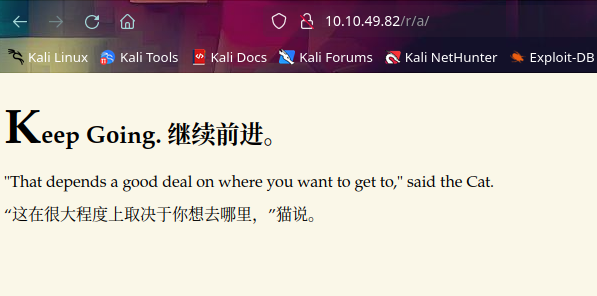 10.10.49.82/r/a/
Kali Linux Kali Tools Kali Docs Kali Forums Kali NetHunter Exploit-DB
Keep Going. 继续前进。
"That depends a good deal on where you want to get to," said the Cat.
“这在很大程度上取决于你想去哪里，”猫说。